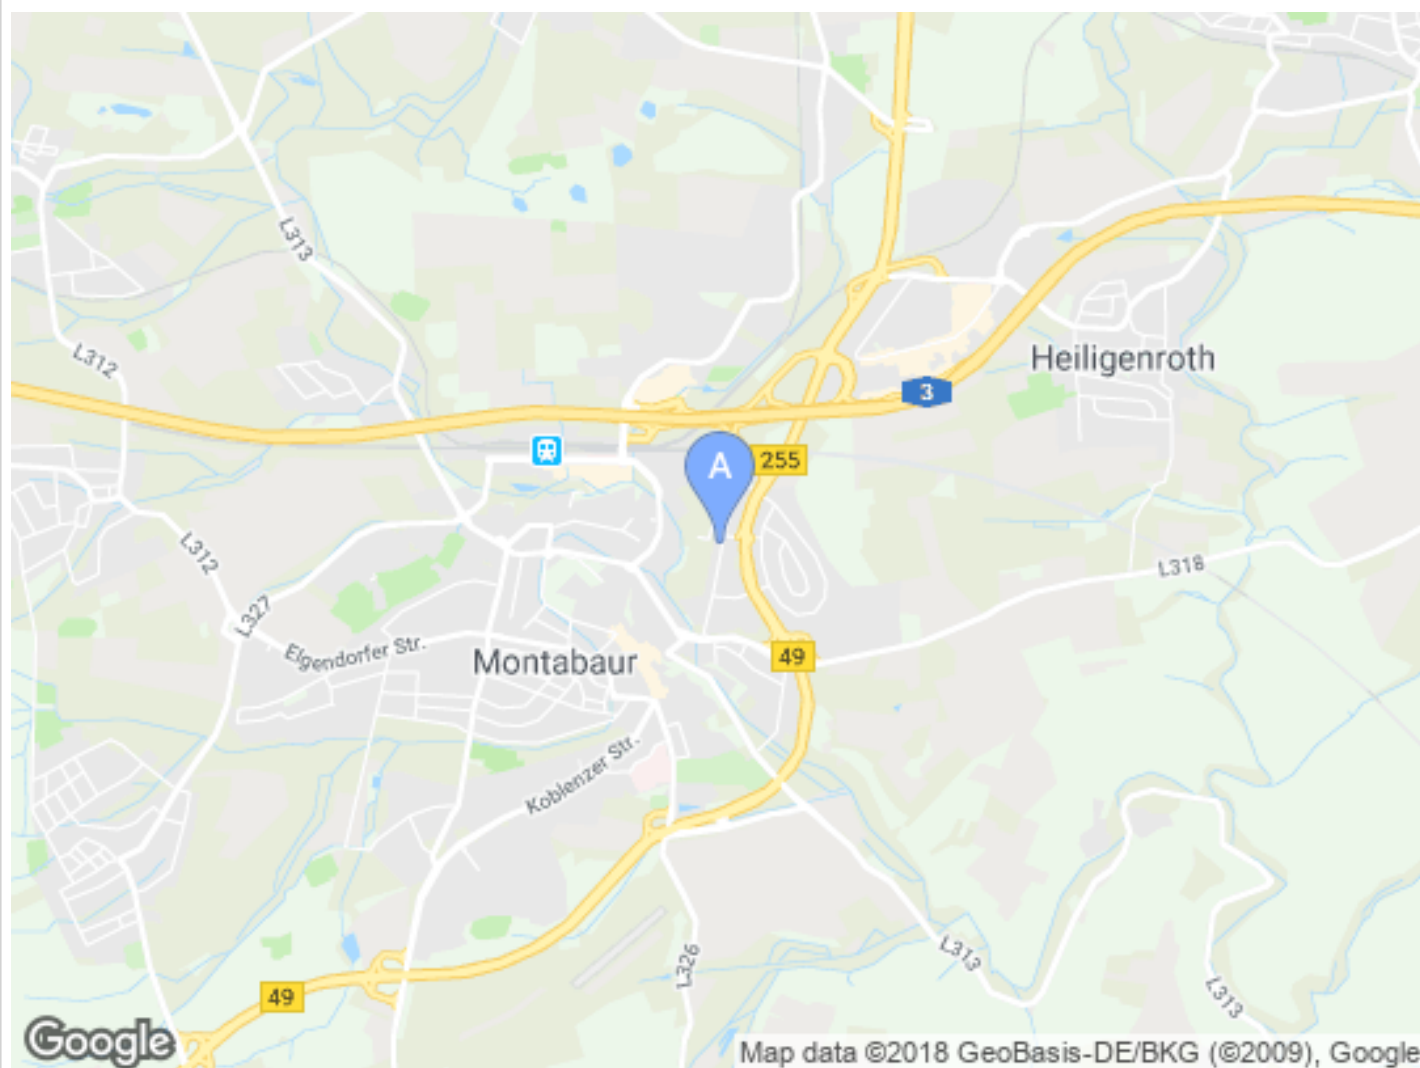 L313
L312
Heiligenroth
3
A
255
L312
L318
L327
Elgendorfer Str.
Montabaur
49
Koblenzer Str.
L326
L313
L313
49
Google
Map data ©2018 GeoBasis-DE/BKG (©2009), Google